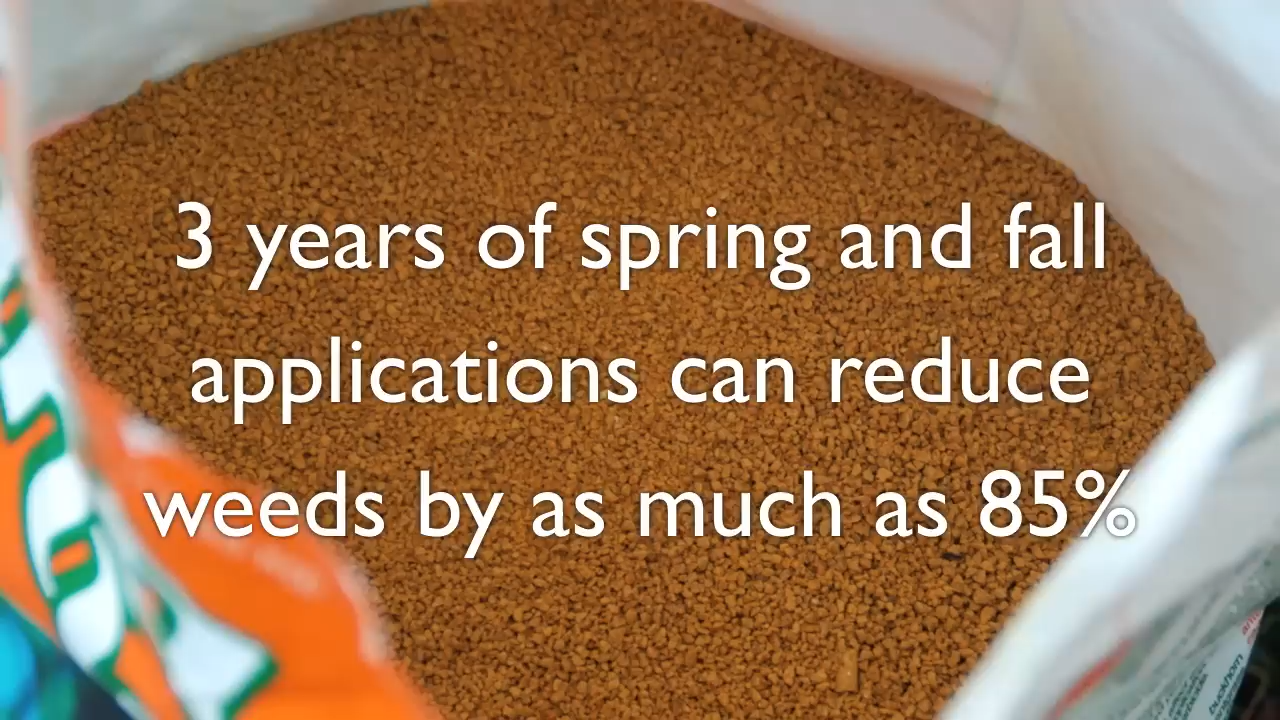 3 years of spring and fall
applications can reduce
weeds by as much as 85%